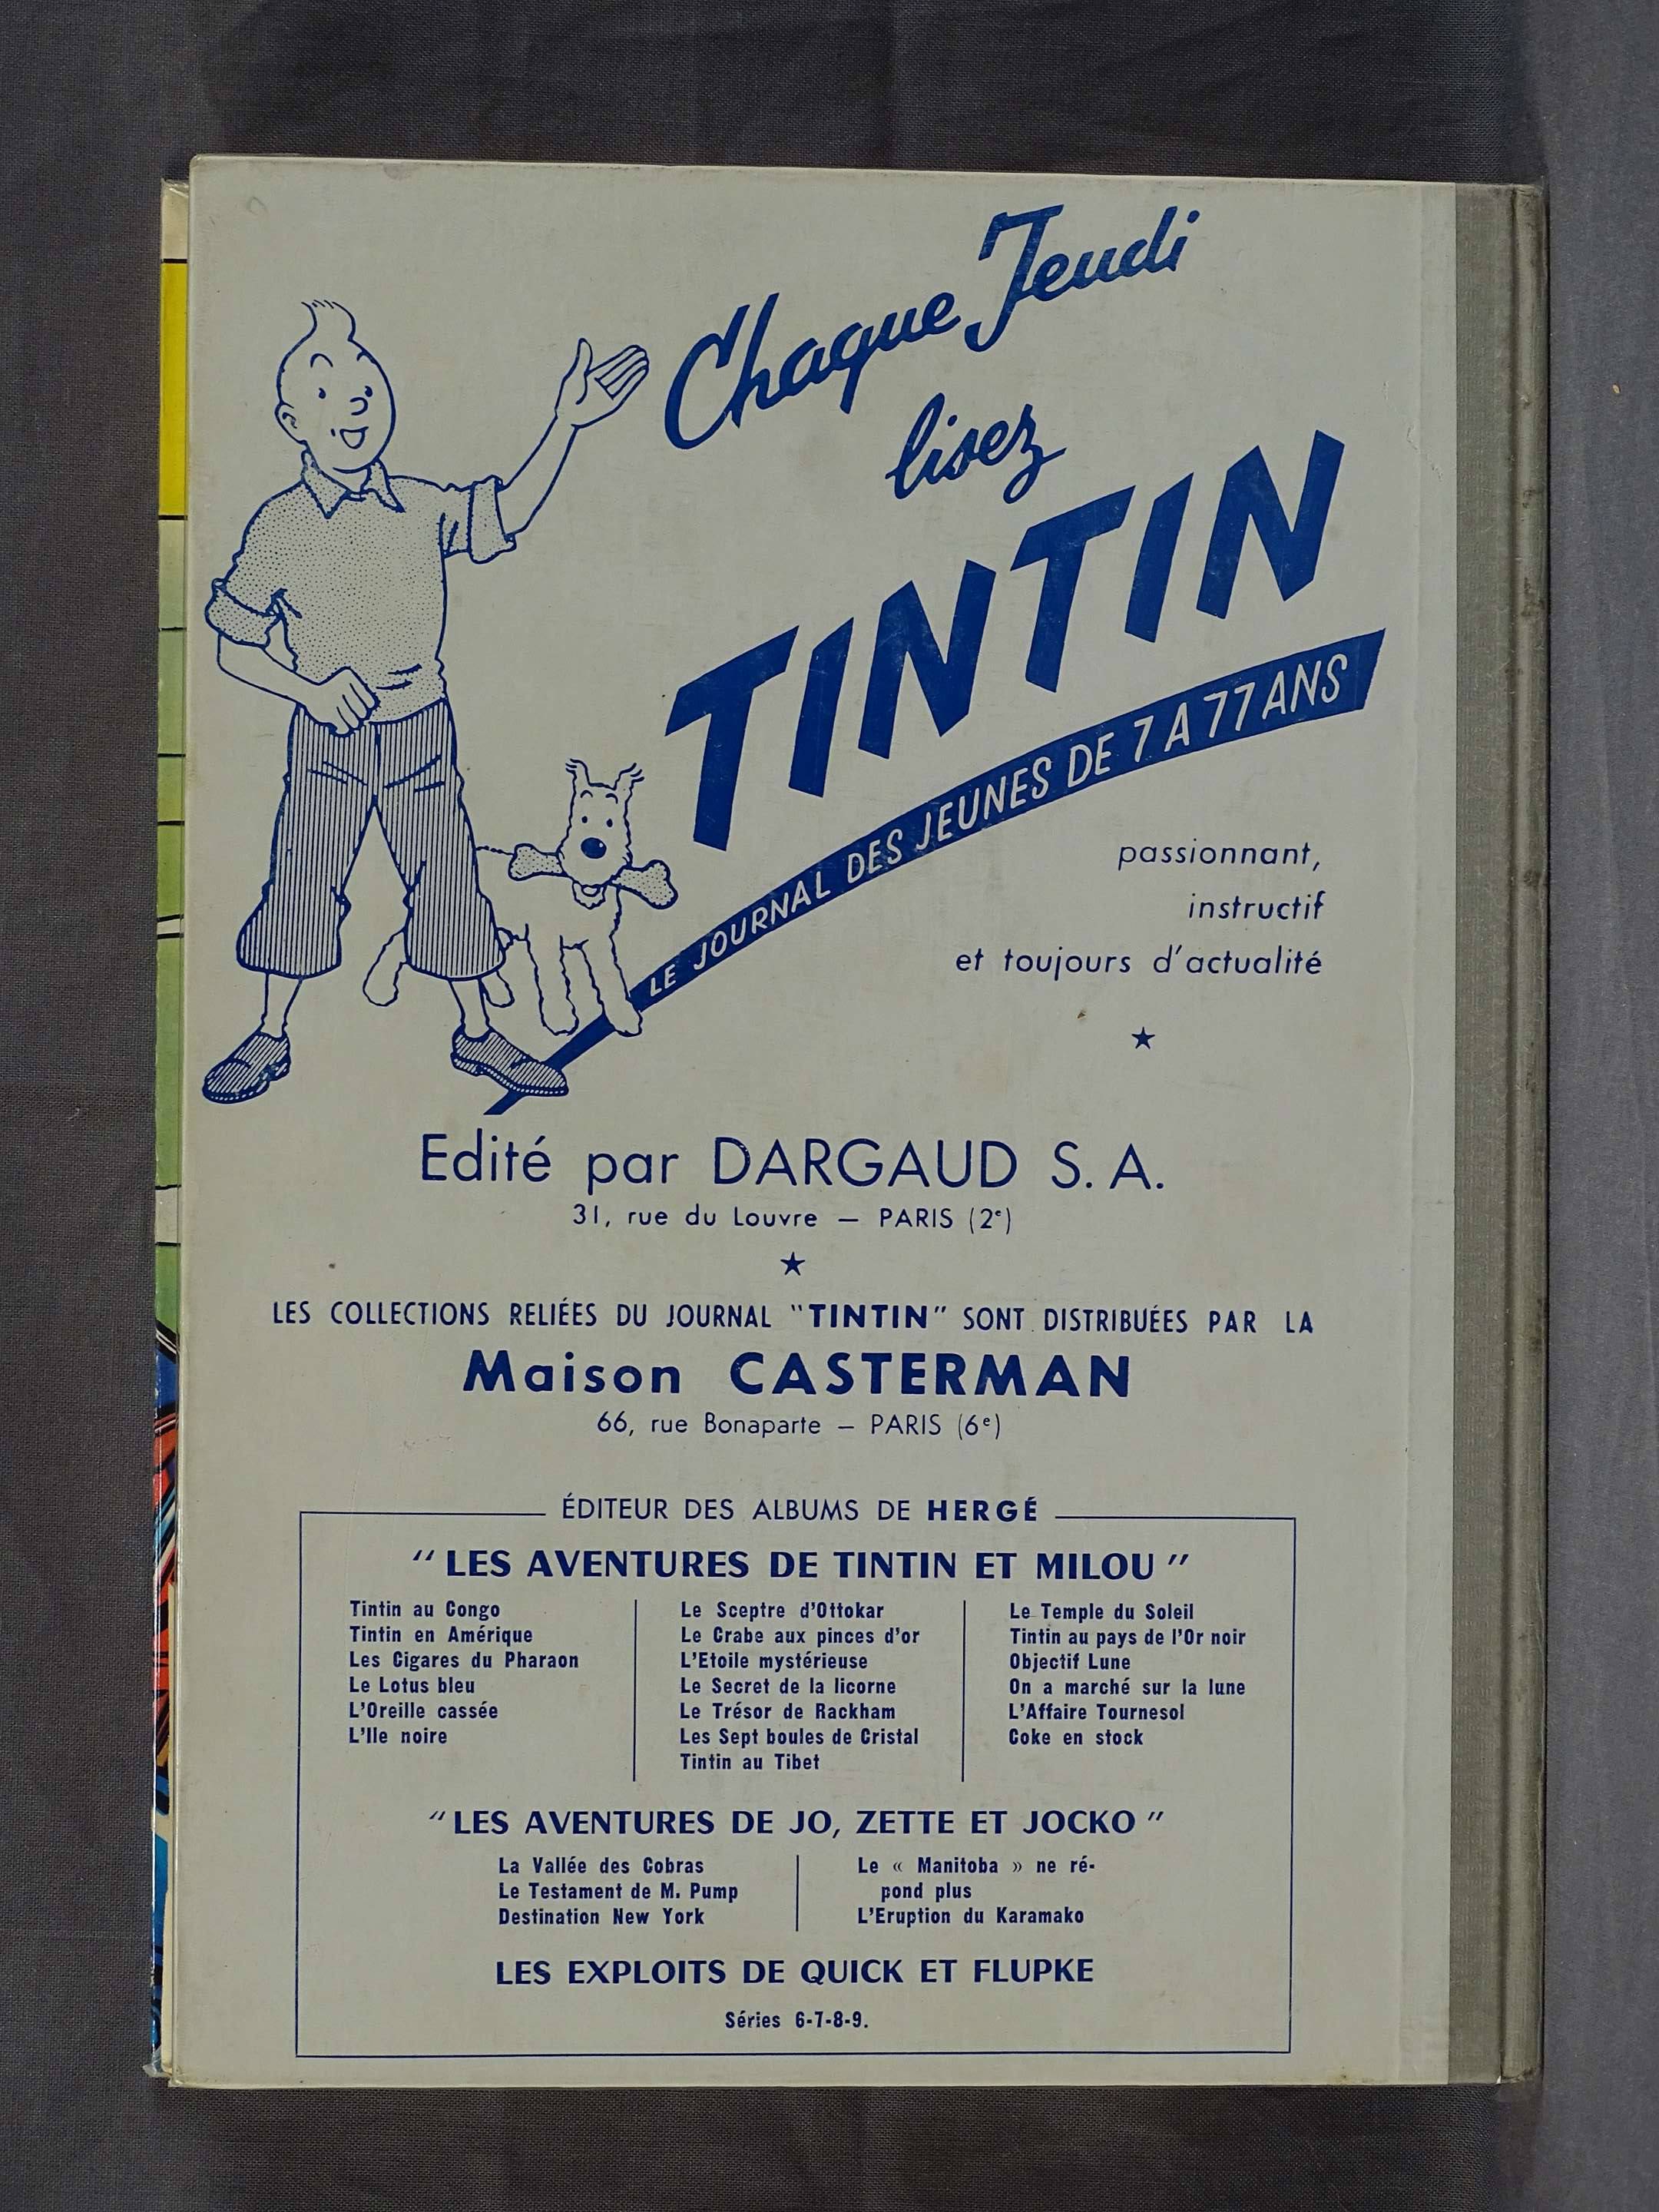 Chaque Jeudi
lisez
TINTIN
LE JOURNAL DES JEUNES DE 7 A 77 ANS
passionnant,
instructif
et toujours d'actualité
Edité par DARGAUD S. A.
31, rue du Louvre — PARIS (2e)
LES COLLECTIONS RELIÉES DU JOURNAL "TINTIN" SONT DISTRIBUÉES PAR LA
Maison CASTERMAN
66, rue Bonaparte — PARIS (6e)
ÉDITEUR DES ALBUMS DE HERGÉ
"LES AVENTURES DE TINTIN ET MILOU"
Tintin au Congo
Tintin en Amérique
Les Cigares du Pharaon
Le Lotus bleu
L'Oreille cassée
L'Ile noire
Le Sceptre d'Ottokar
Le Crabe aux pinces d'or
L'Etoile mystérieuse
Le Secret de la licorne
Le Trésor de Rackham
Les Sept boules de Cristal
Tintin au Tibet
Le Temple du Soleil
Tintin au pays de l'Or noir
Objectif Lune
On a marché sur la lune
L'Affaire Tournesol
Coke en stock
"LES AVENTURES DE JO, ZETTE ET JOCKO"
La Vallée des Cobras
Le Testament de M. Pump
Destination New York
Le « Manitoba » ne ré-
pond plus
L'Eruption du Karamako
LES EXPLOITS DE QUICK ET FLUPKE
Séries 6-7-8-9.